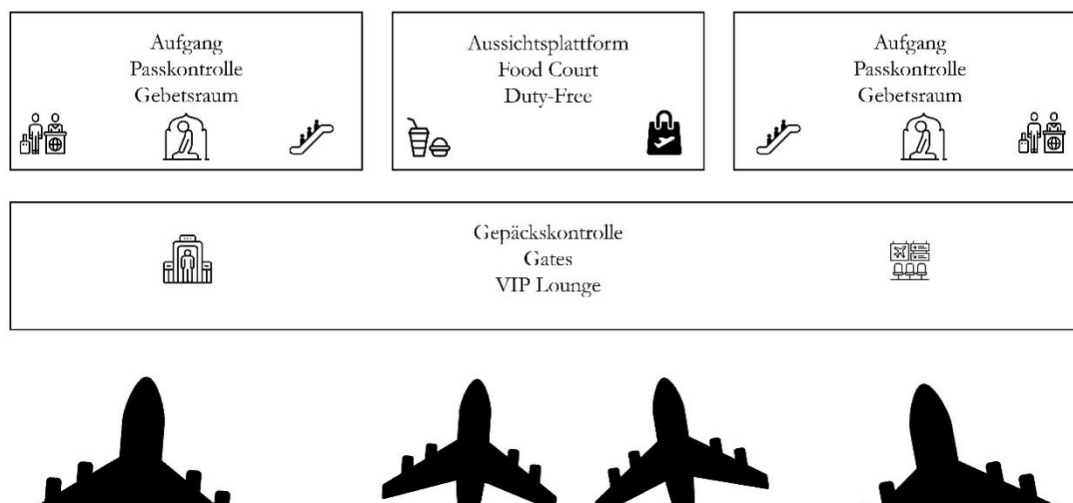 Aufgang
Passkontrolle
Gebetsraum
Aussichtsplattform
Food Court
Duty-Free
Aufgang
Passkontrolle
Gebetsraum
Gepäckskontrolle
Gates
VIP Lounge